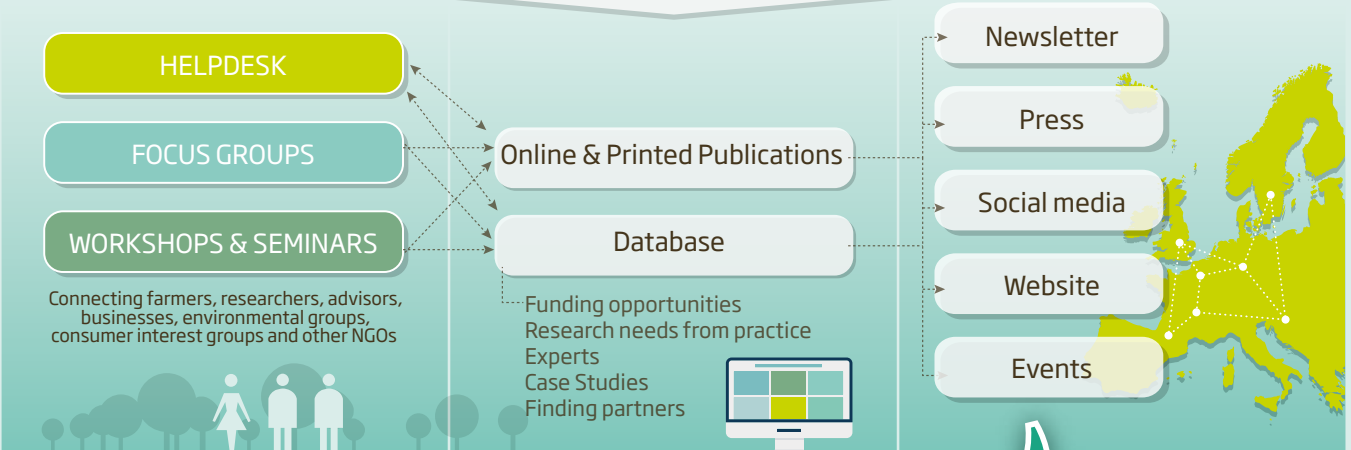 HELPDESK
FOCUS GROUPS
WORKSHOPS & SEMINARS
Connecting farmers, researchers, advisors,
businesses, environmental groups,
consumer interest groups and other NGOs
Online & Printed Publications
Database
Funding opportunities
Research needs from practice
Experts
Case Studies
Finding partners
Newsletter
Press
Social media
Website
Events